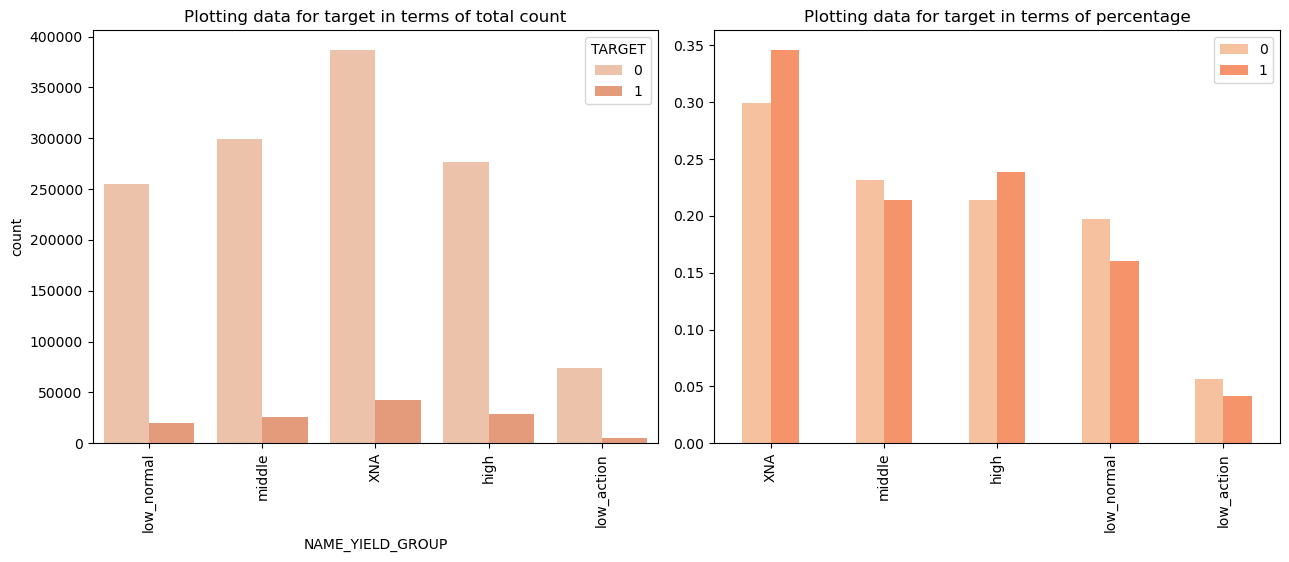 Plotting data for target in terms of total count
400000
350000
300000
250000
200000
150000
100000
50000
0
count
TARGET
0
1
low_normal
middle
XNA
high
low_action
NAME_YIELD_GROUP
Plotting data for target in terms of percentage
0.35
0.30
0.25
0.20
0.15
0.10
0.05
0.00
0
1
XNA
middle
high
low_normal
low_action